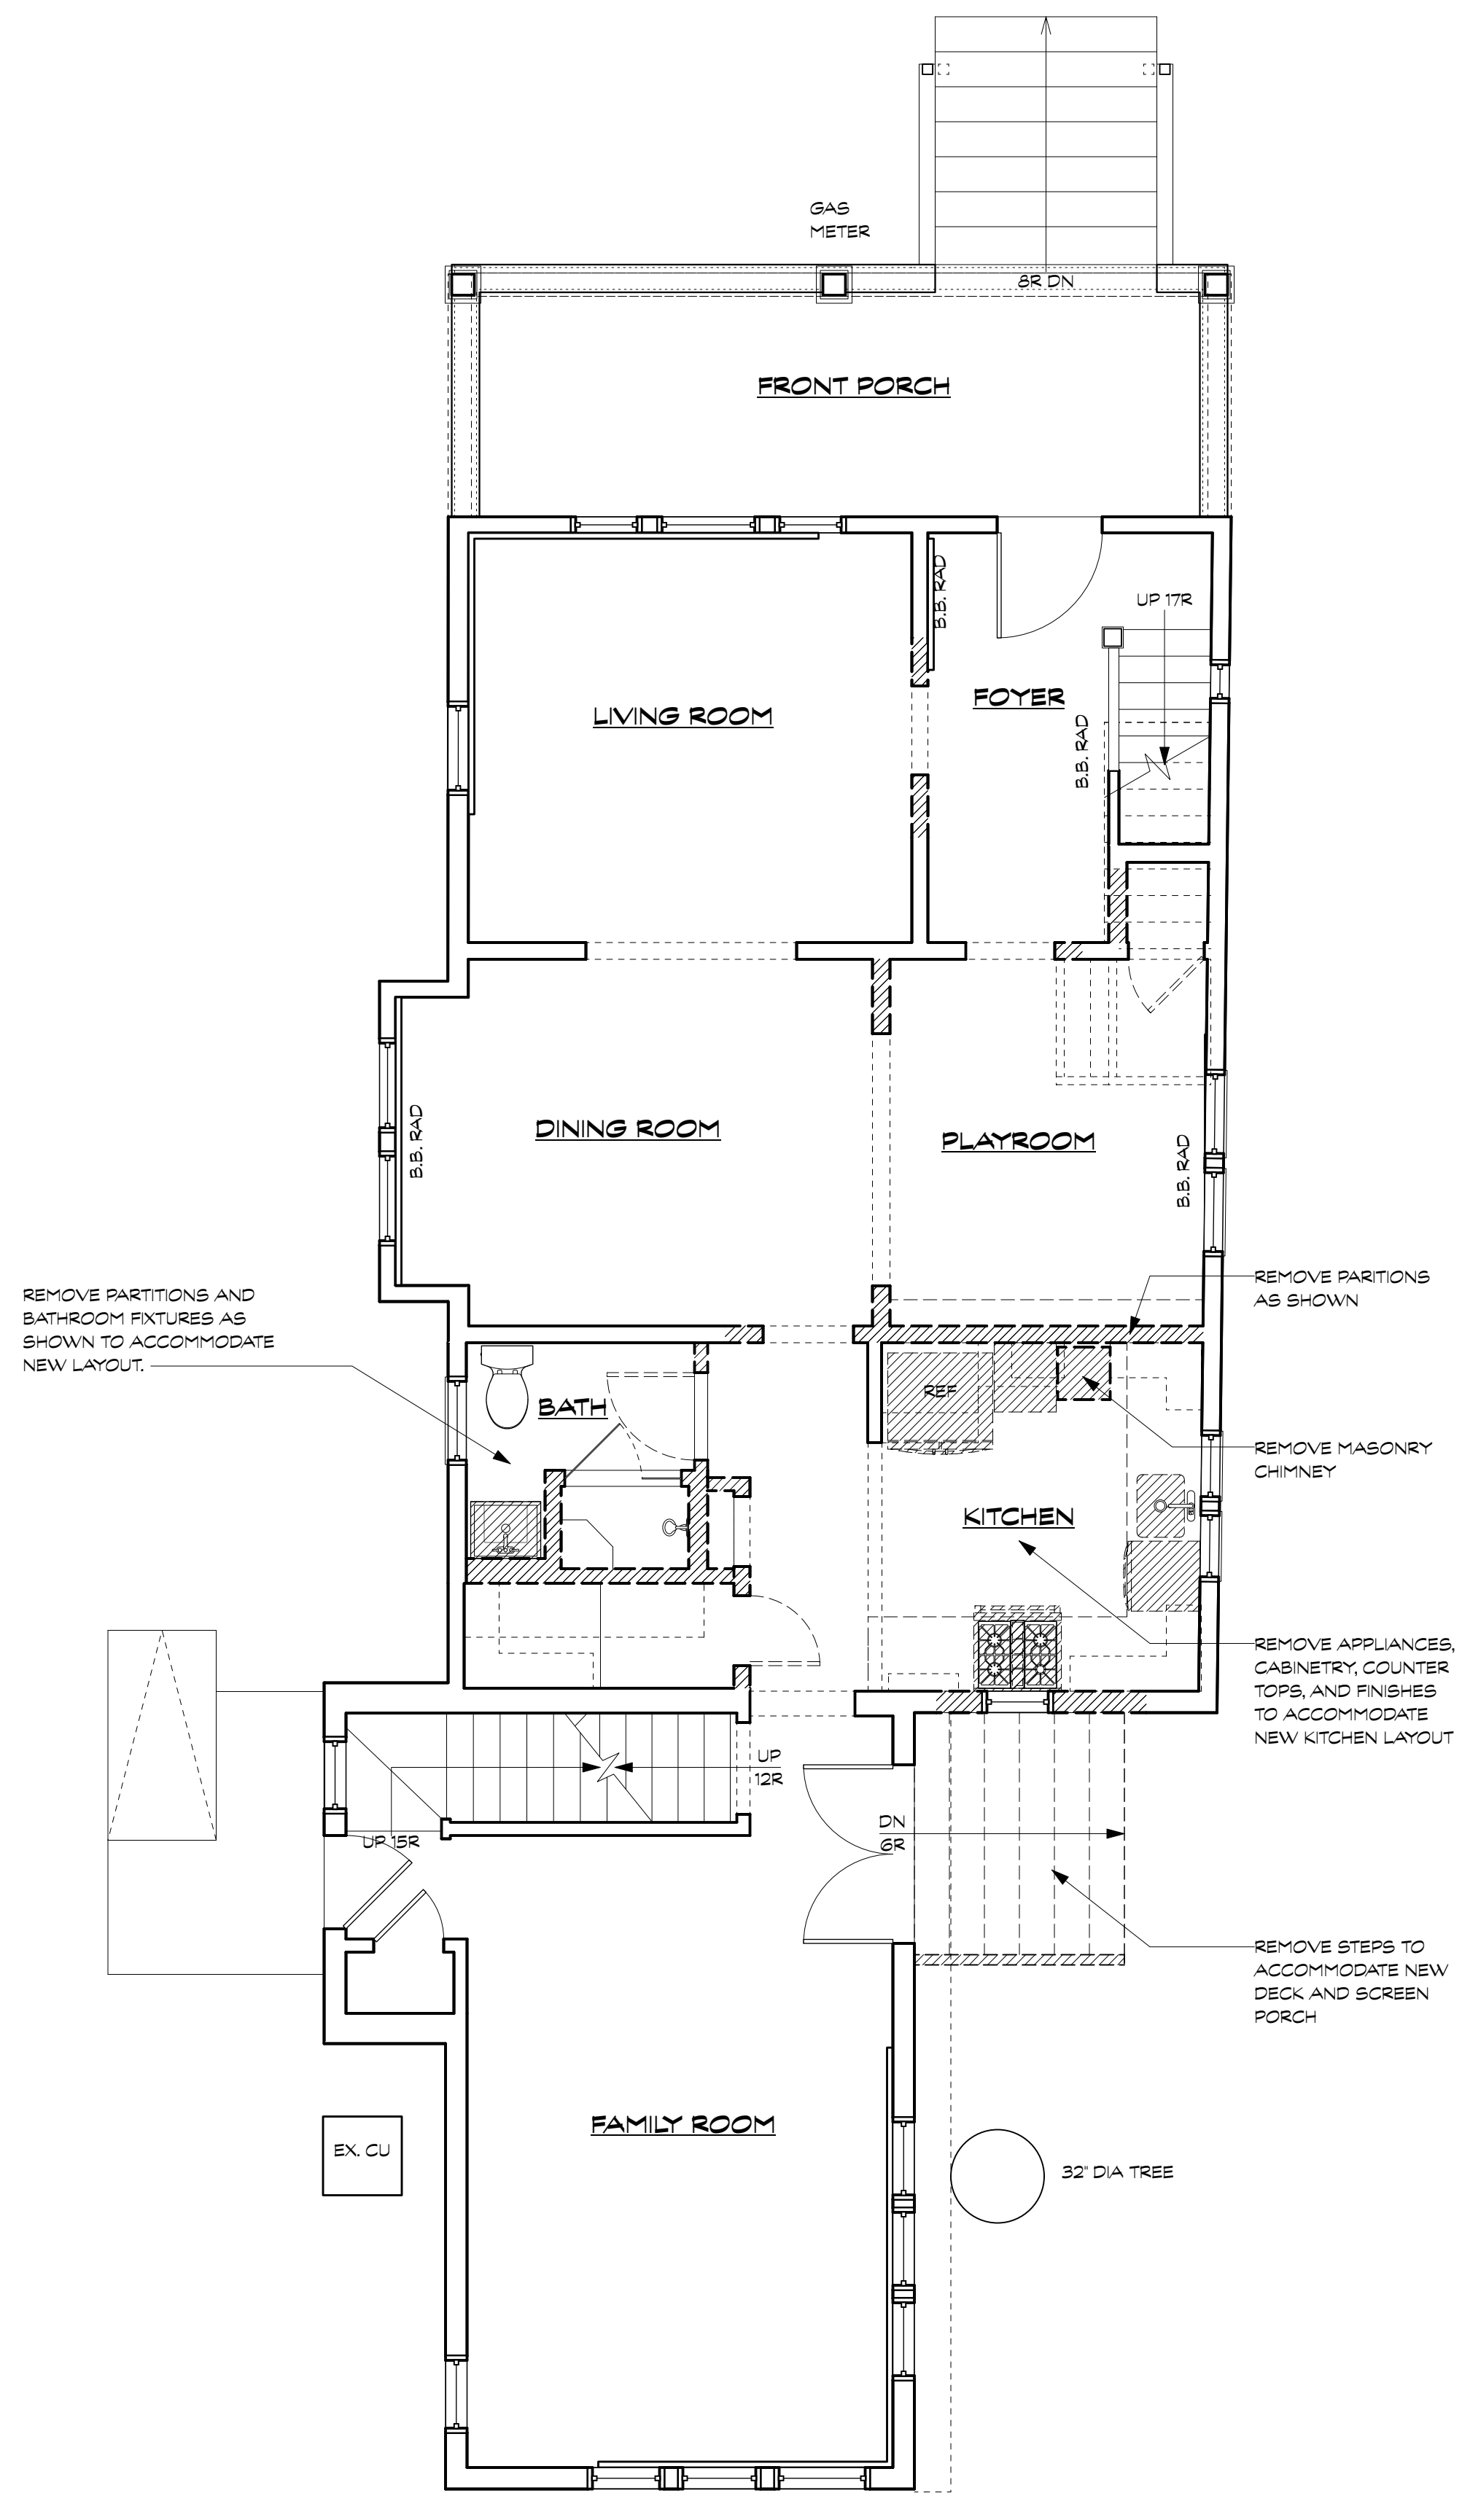 GAS
METER
8R DN
FRONT PORCH
B.B. RAD
UP 17R
FOYER
LIVING ROOM
B.B. RAD
DINING ROOM
PLAYROOM
B.B. RAD
B.B. RAD
REMOVE PARITIONS
AS SHOWN
REMOVE PARTITIONS AND
BATHROOM FIXTURES AS
SHOWN TO ACCOMMODATE
NEW LAYOUT.
REF
BATH
REMOVE MASONRY
CHIMNEY
KITCHEN
REMOVE APPLIANCES,
CABINETRY, COUNTER
TOPS, AND FINISHES
TO ACCOMMODATE
NEW KITCHEN LAYOUT
UP
12R
DN
6R
UP 15R
REMOVE STEPS TO
ACCOMMODATE NEW
DECK AND SCREEN
PORCH
FAMILY ROOM
EX. CU
32" DIA TREE